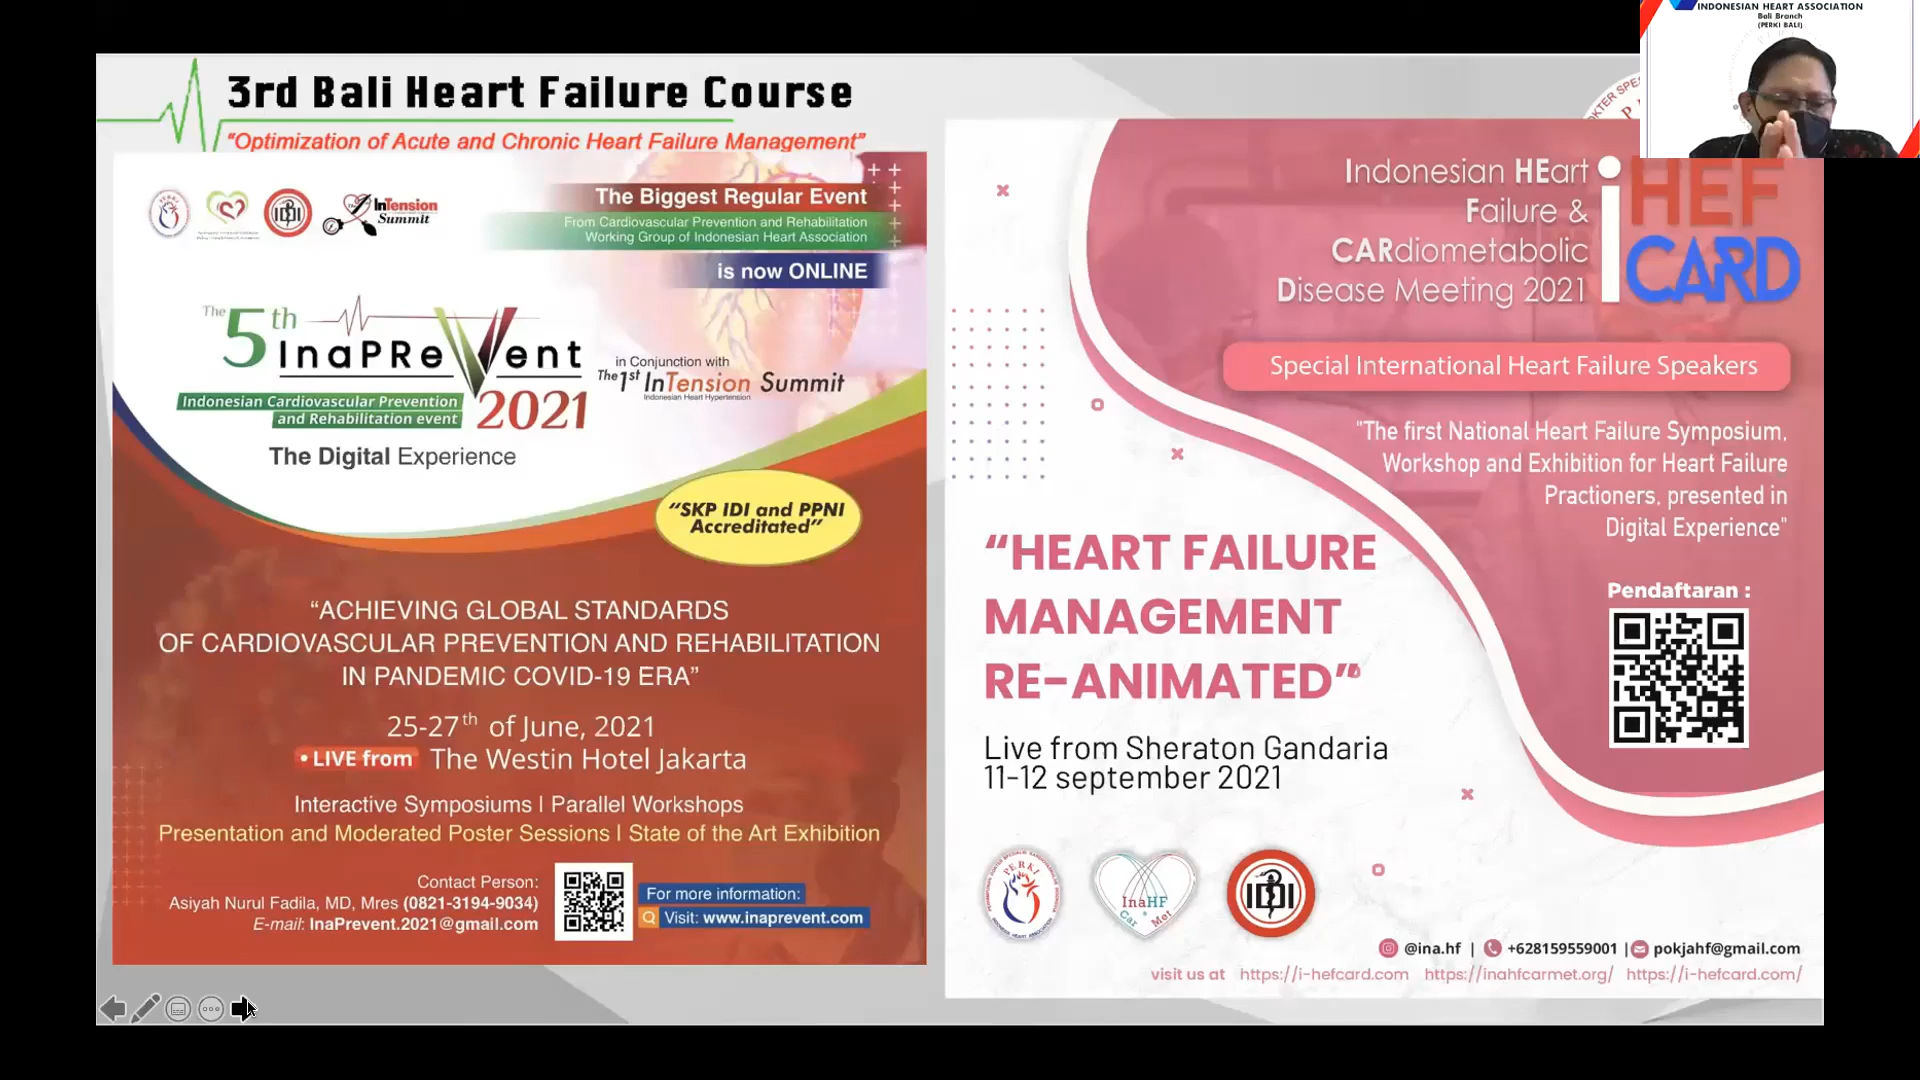 INDONESIAN HEART ASSOCIATION
Bali Branch
(PERKI BALI)
3rd Bali Heart Failure Course
“Optimization of Acute and Chronic Heart Failure Management”
PERKI
IDI
InTension
Summit
The Biggest Regular Event
From Cardiovascular Prevention and Rehabilitation
Working Group of Indonesian Heart Association
is now ONLINE
The 5th
InaPReVent
Indonesian Cardiovascular Prevention
and Rehabilitation event
2021
The Digital Experience
in Conjunction with
The 1st InTension Summit
Indonesian Heart Hypertension
“SKP IDI and PPNI
Accreditated”
“ACHIEVING GLOBAL STANDARDS
OF CARDIOVASCULAR PREVENTION AND REHABILITATION
IN PANDEMIC COVID-19 ERA”
25-27th of June, 2021
• LIVE from The Westin Hotel Jakarta
Interactive Symposiums | Parallel Workshops
Presentation and Moderated Poster Sessions | State of the Art Exhibition
Contact Person:
Asiyah Nurul Fadila, MD, Mres (0821-3194-9034)
E-mail: InaPrevent.2021@gmail.com
For more information:
Visit: www.inaprevent.com
Indonesian HEart
Failure &
CARdiometabolic
Disease Meeting 2021
i HEF
CARD
Special International Heart Failure Speakers
"The first National Heart Failure Symposium,
Workshop and Exhibition for Heart Failure
Practioners, presented in
Digital Experience"
Pendaftaran :
“HEART FAILURE
MANAGEMENT
RE-ANIMATED”
Live from Sheraton Gandaria
11-12 september 2021
PERKI
InaHF
Car Met
IDI
@ina.hf | +628159559001 | pokjahf@gmail.com
visit us at https://i-hefcard.com https://inahfcarmet.org/ https://i-hefcard.com/